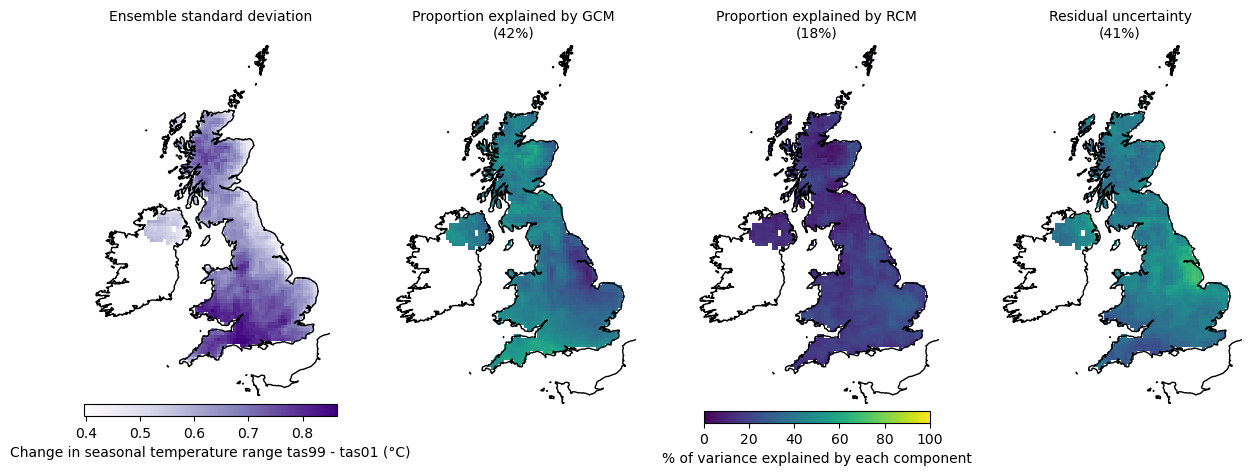 Ensemble standard deviation
Proportion explained by GCM
(42%)
Proportion explained by RCM
(18%)
Residual uncertainty
(41%)
0.4 0.5 0.6 0.7 0.8
Change in seasonal temperature range tas99 - tas01 (°C)
0 20 40 60 80 100
% of variance explained by each component